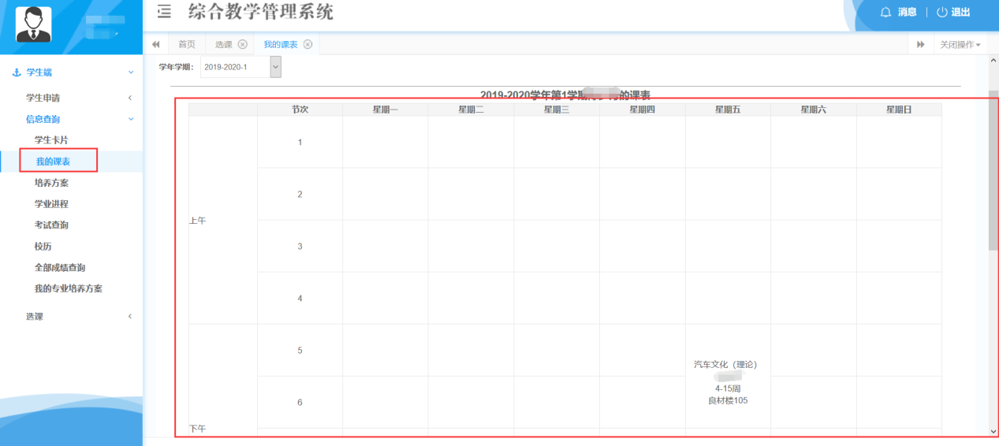 综合教学管理系统
消息
退出
首页
选课
我的课表
关闭操作
学生端
学生申请
信息查询
学生卡片
我的课表
培养方案
学业进程
考试查询
校历
全部成绩查询
我的专业培养方案
选课
学年学期:
2019-2020-1
2019-2020学年第1学期 的课表
节次 星期一 星期二 星期三 星期四 星期五 星期六 星期日
上午
1
2
3
4
下午
5
6
汽车文化（理论）
4-15周
良材楼105